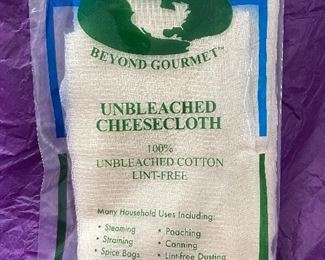 BEYOND GOURMET™
UNBLEACHED
CHEESECLOTH
100%
UNBLEACHED COTTON
LINT-FREE
Many Household Uses Including:
• Steaming • Poaching
• Straining • Canning
• Spice Bags • Lint-free Dusting